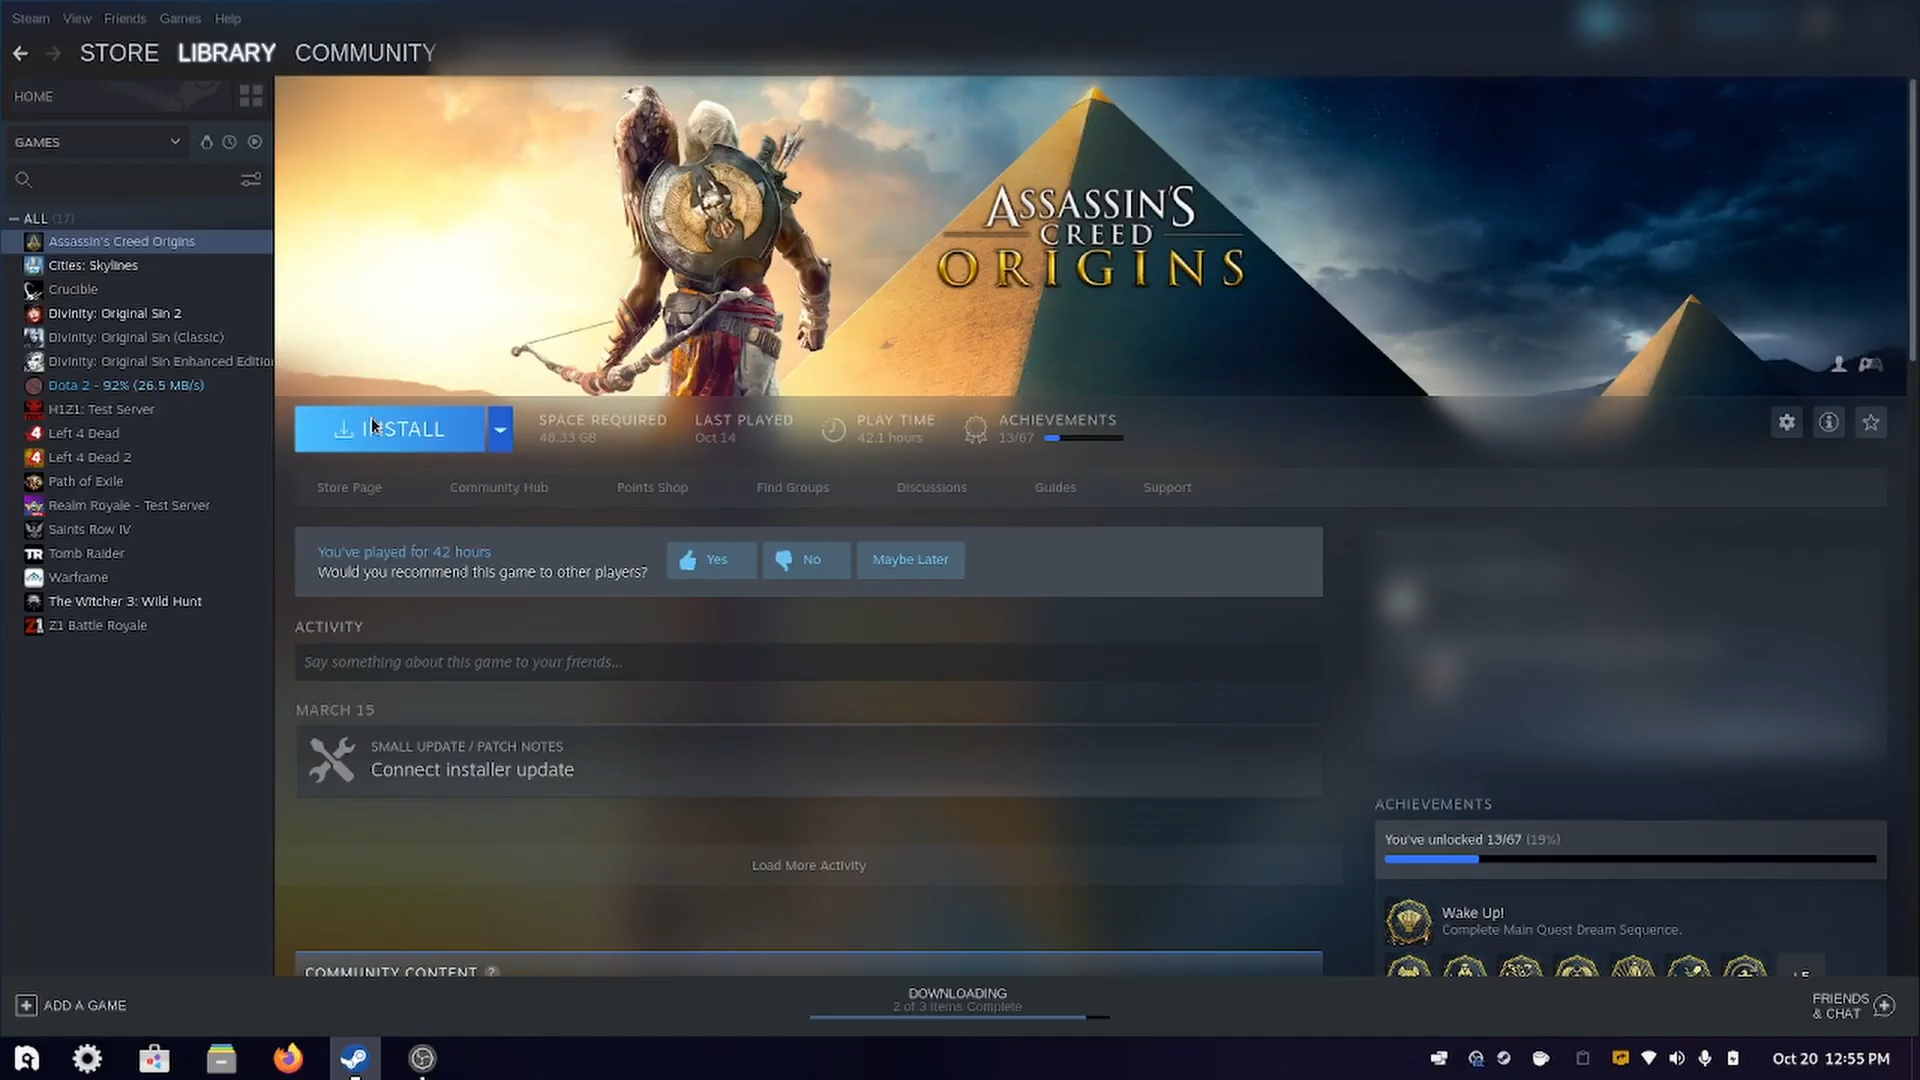 Steam View Friends Games Help
STORE LIBRARY COMMUNITY
HOME
GAMES
ALL (17)
Assassin's Creed Origins
Cities: Skylines
Crucible
Divinity: Original Sin 2
Divinity: Original Sin (Classic)
Divinity: Original Sin Enhanced Editio
Dota 2 - 92% (26.5 MB/s)
H1Z1: Test Server
Left 4 Dead
Left 4 Dead 2
Path of Exile
Realm Royale - Test Server
Saints Row IV
TR Tomb Raider
Warframe
The Witcher 3: Wild Hunt
Z1 Z1 Battle Royale
ASSASSIN'S
CREED
ORIGINS
INSTALL
SPACE REQUIRED
48.33 GB
LAST PLAYED
Oct 14
PLAY TIME
42.1 hours
ACHIEVEMENTS
13/67
Store Page Community Hub Points Shop Find Groups Discussions Guides Support
You've played for 42 hours
Would you recommend this game to other players?
Yes No Maybe Later
ACTIVITY
Say something about this game to your friends...
MARCH 15
SMALL UPDATE / PATCH NOTES
Connect installer update
Load More Activity
COMMUNITY CONTENT ?
ACHIEVEMENTS
You've unlocked 13/67 (19%)
Wake Up!
Complete Main Quest Dream Sequence.
ADD A GAME
DOWNLOADING
2 of 3 Items Complete
FRIENDS
& CHAT
Oct 20 12:55 PM